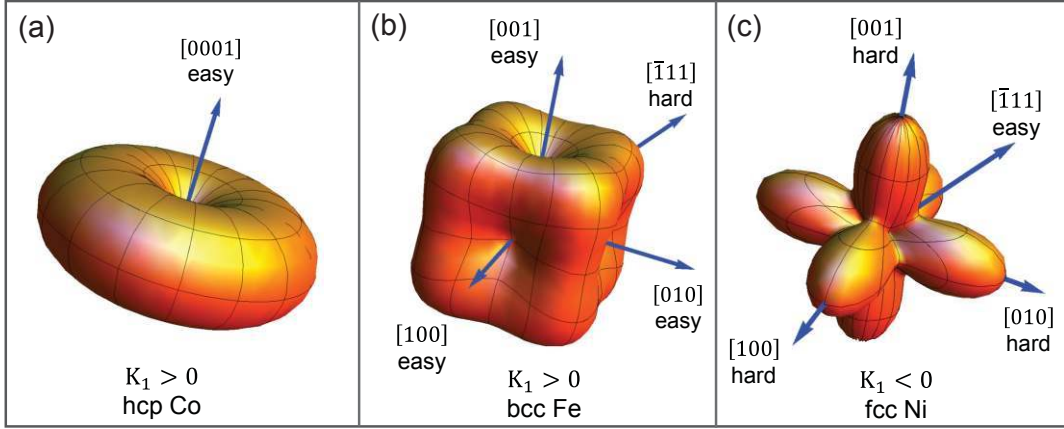 (a)
[0001]
easy
K₁ > 0
hcp Co
(b)
[001]
easy
[1̅11]
hard
[010]
easy
[100]
easy
K₁ > 0
bcc Fe
(c)
[001]
hard
[1̅11]
easy
[010]
hard
[100]
hard
K₁ < 0
fcc Ni